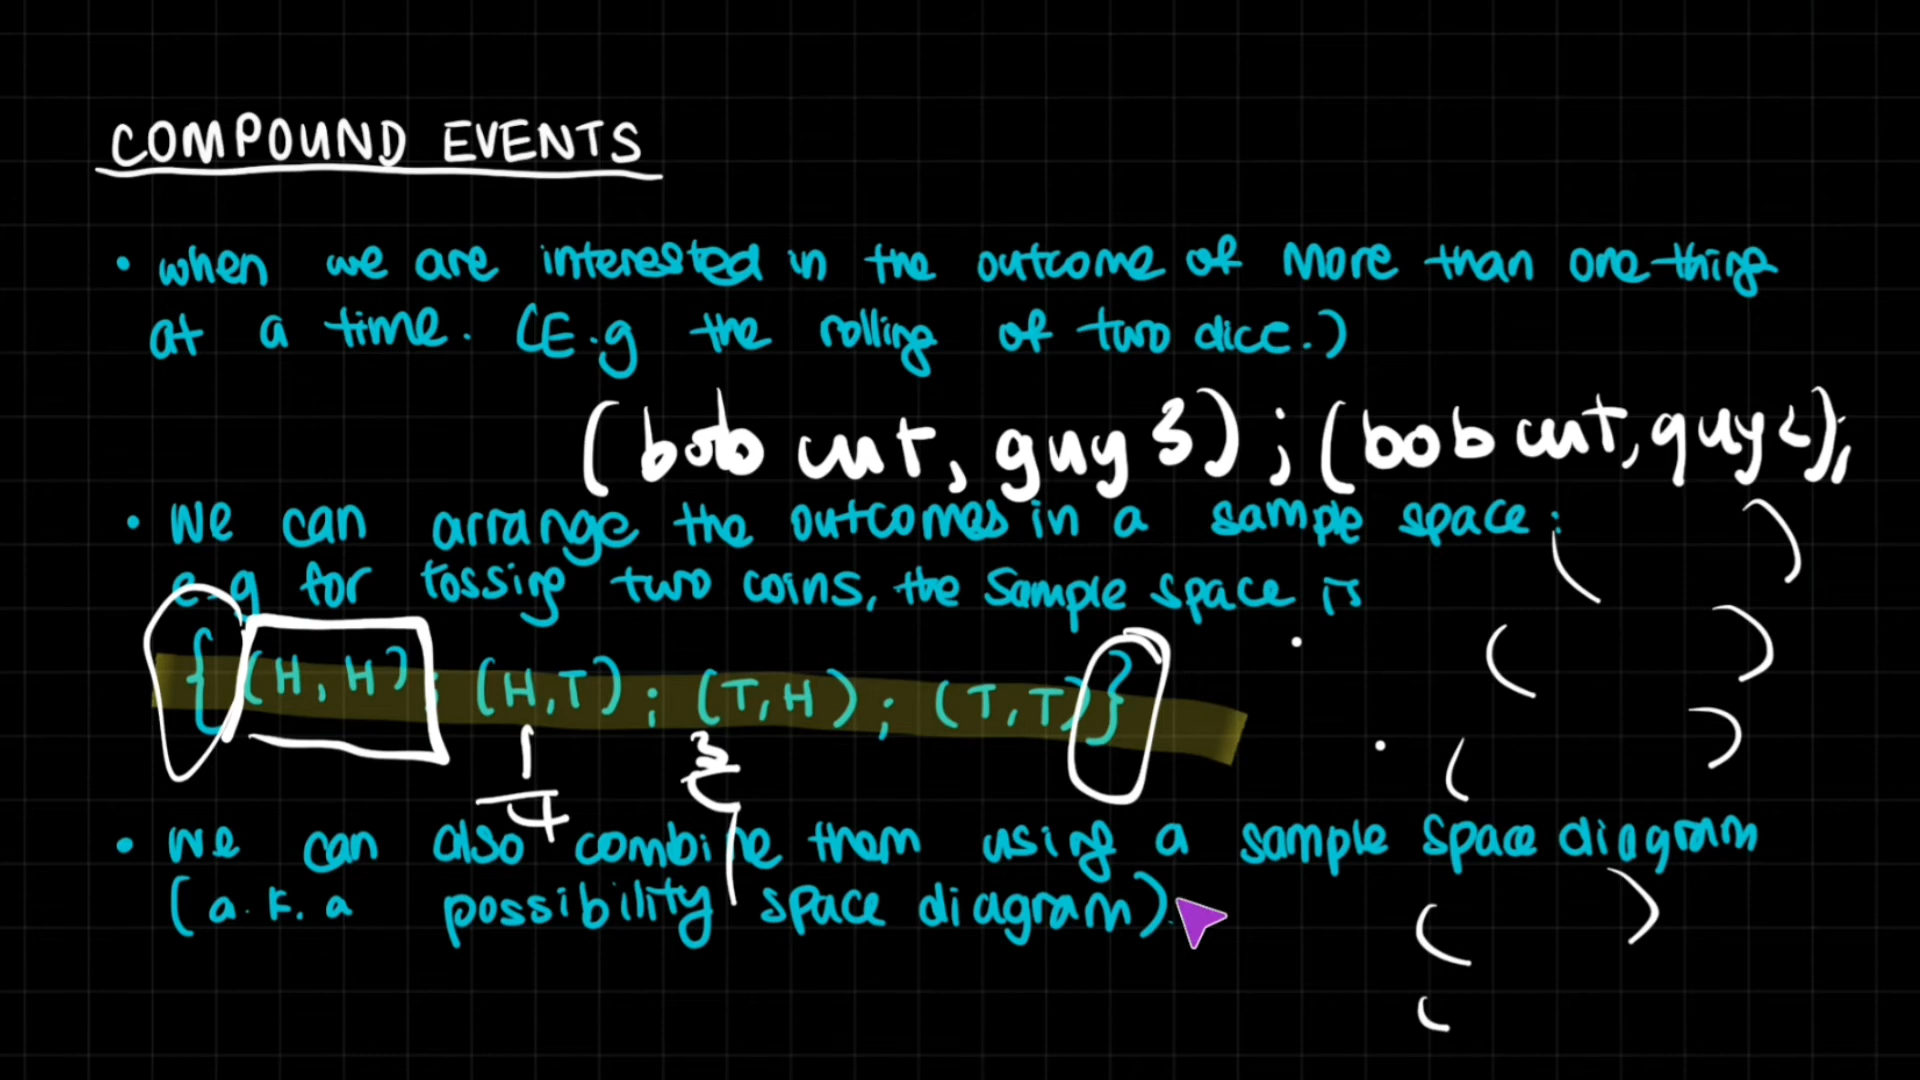 COMPOUND EVENTS
• when we are interested in the outcome of more than one thing
at a time. (E.g the rolling of two dice.)
(bob cut, guy 3); (bob cut, guy 2);
• we can arrange the outcomes in a sample space:
e.g for tossing two coins, the sample space is
{(H,H); (H,T); (T,H); (T,T)}
1/4
• we can also combine them using a sample space diagram
(a.k.a possibility space diagram).